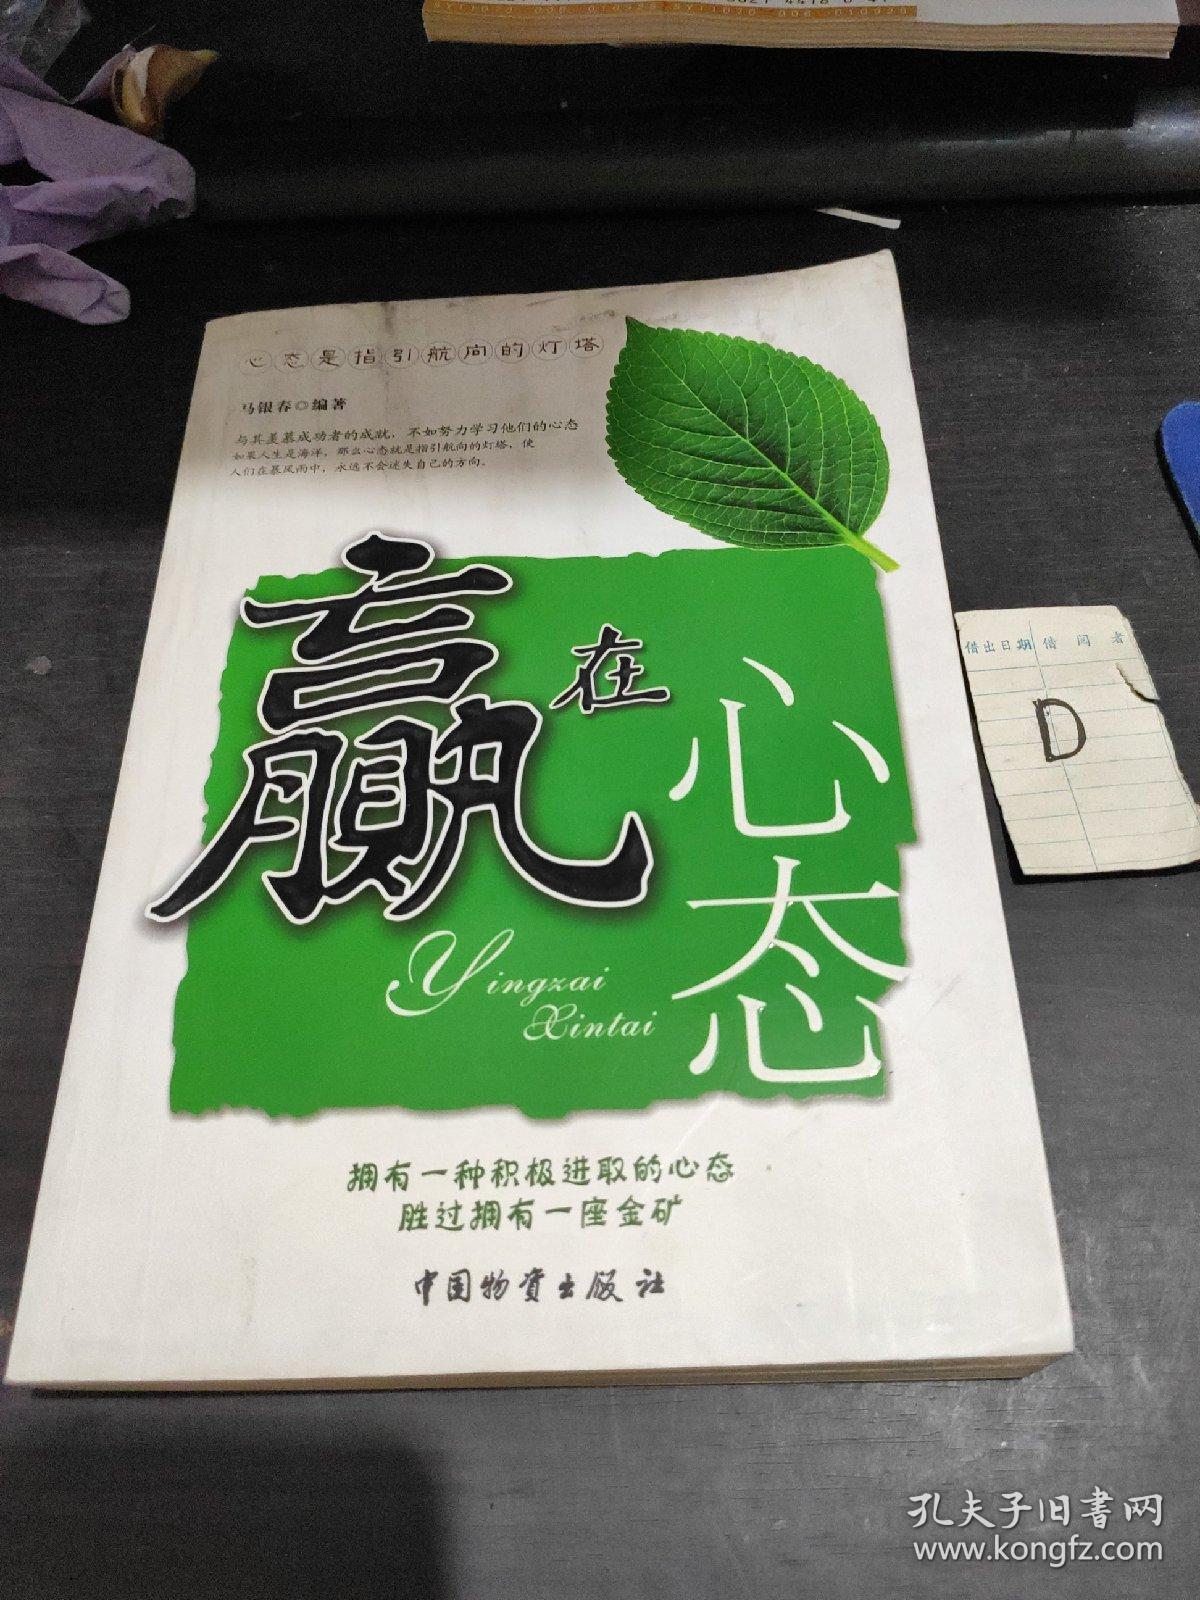 心态是指引航向的灯塔
马银春◎编著
与其羡慕成功者的成就，不如努力学习他们的心态
如果人生是海洋，那么心态就是指引航向的灯塔，使
人们在暴风雨中，永远不会迷失自己的方向。
赢在心态
Yingzai
Xintai
拥有一种积极进取的心态
胜过拥有一座金矿
中国物资出版社
借出日期 借阅者
D
孔夫子旧书网
www.kongfz.com